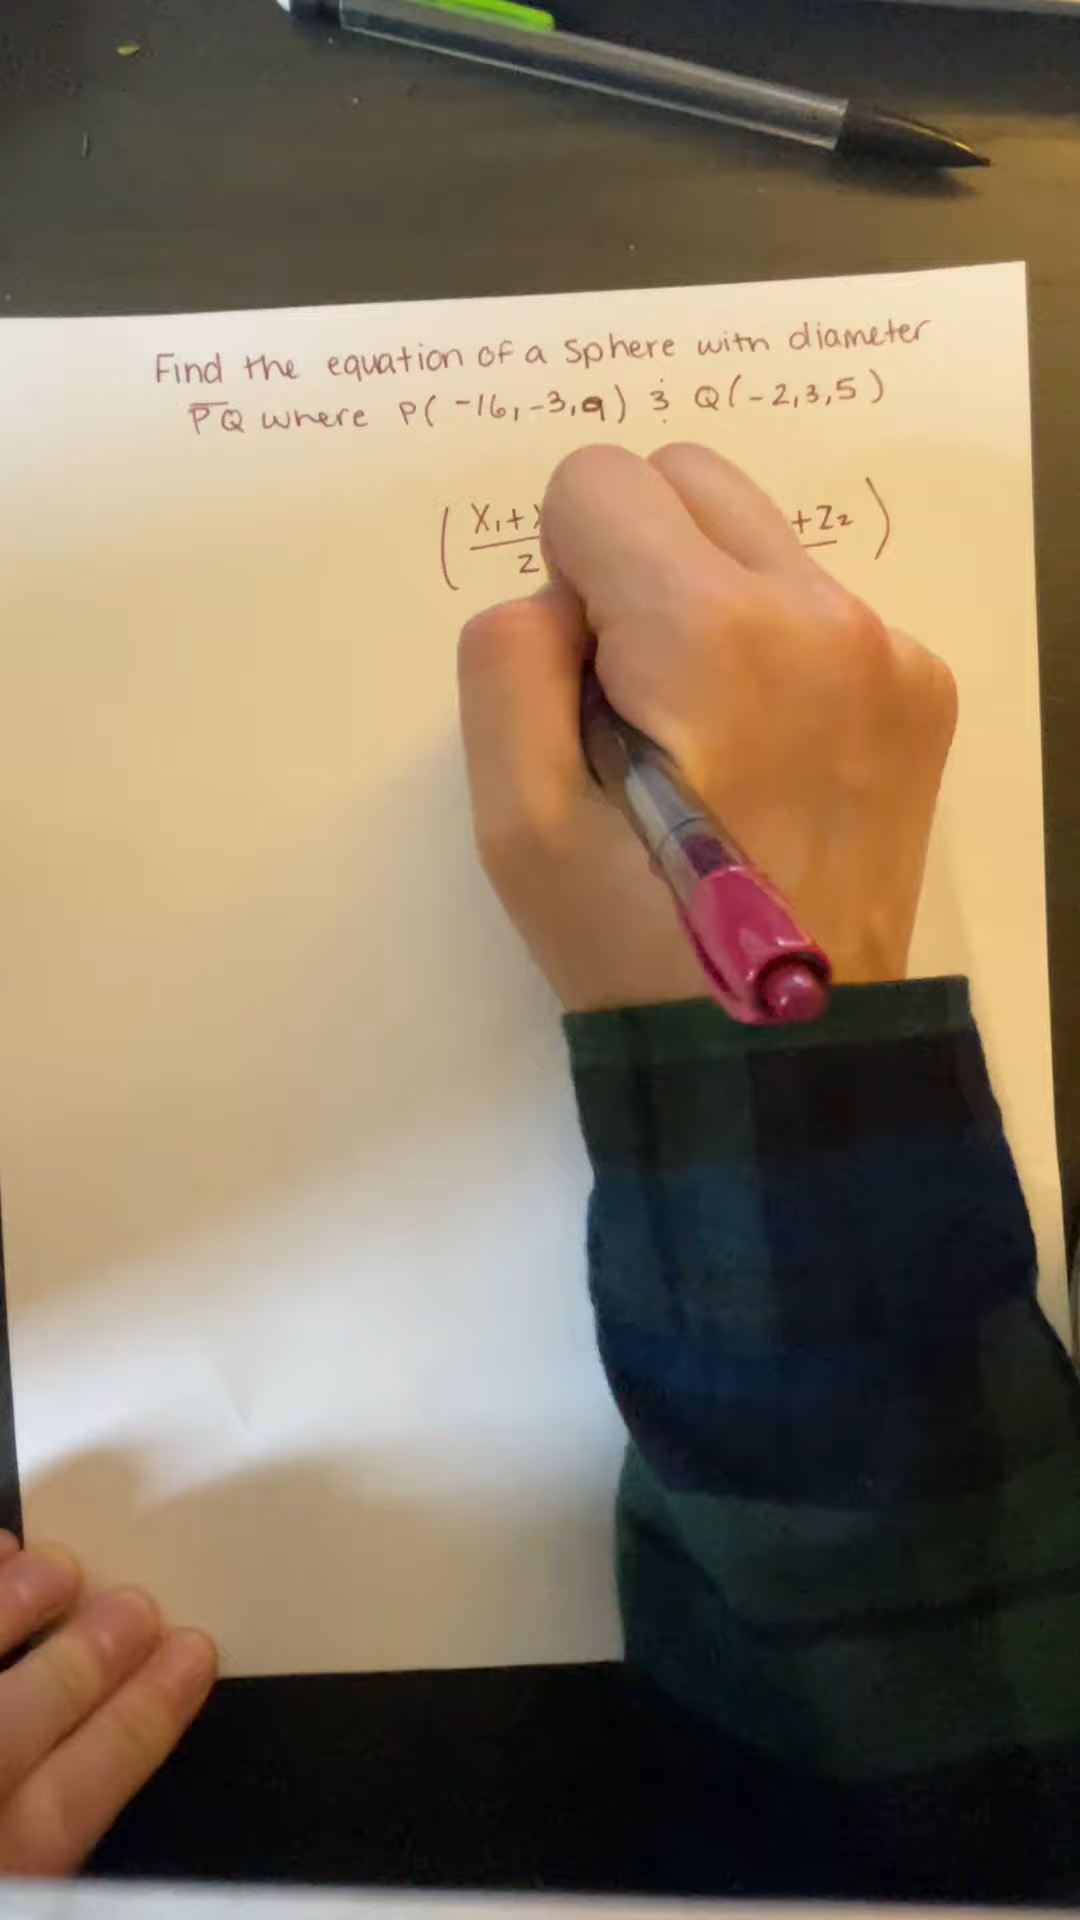 Find the equation of a sphere with diameter
PQ where P(-16,-3,9) & Q(-2,3,5)
( X₁+ +Z₂ )
2